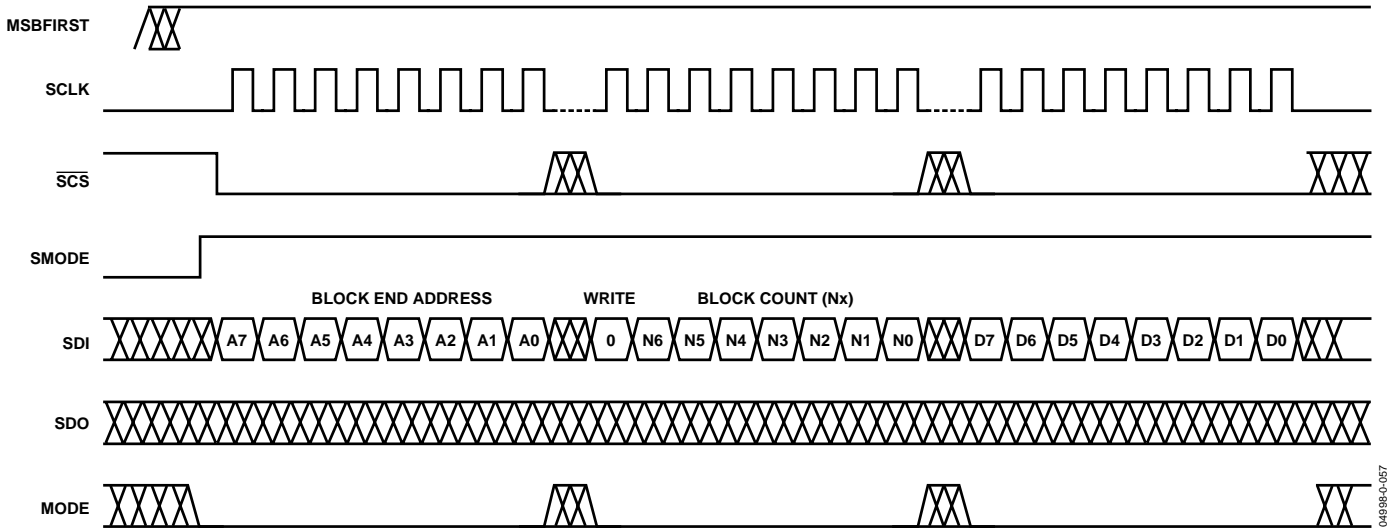 MSBFIRST
SCLK
SCS
SMODE
BLOCK END ADDRESS WRITE BLOCK COUNT (Nx)
SDI A7 A6 A5 A4 A3 A2 A1 A0 0 N6 N5 N4 N3 N2 N1 N0 D7 D6 D5 D4 D3 D2 D1 D0
SDO
MODE
04998-0-057